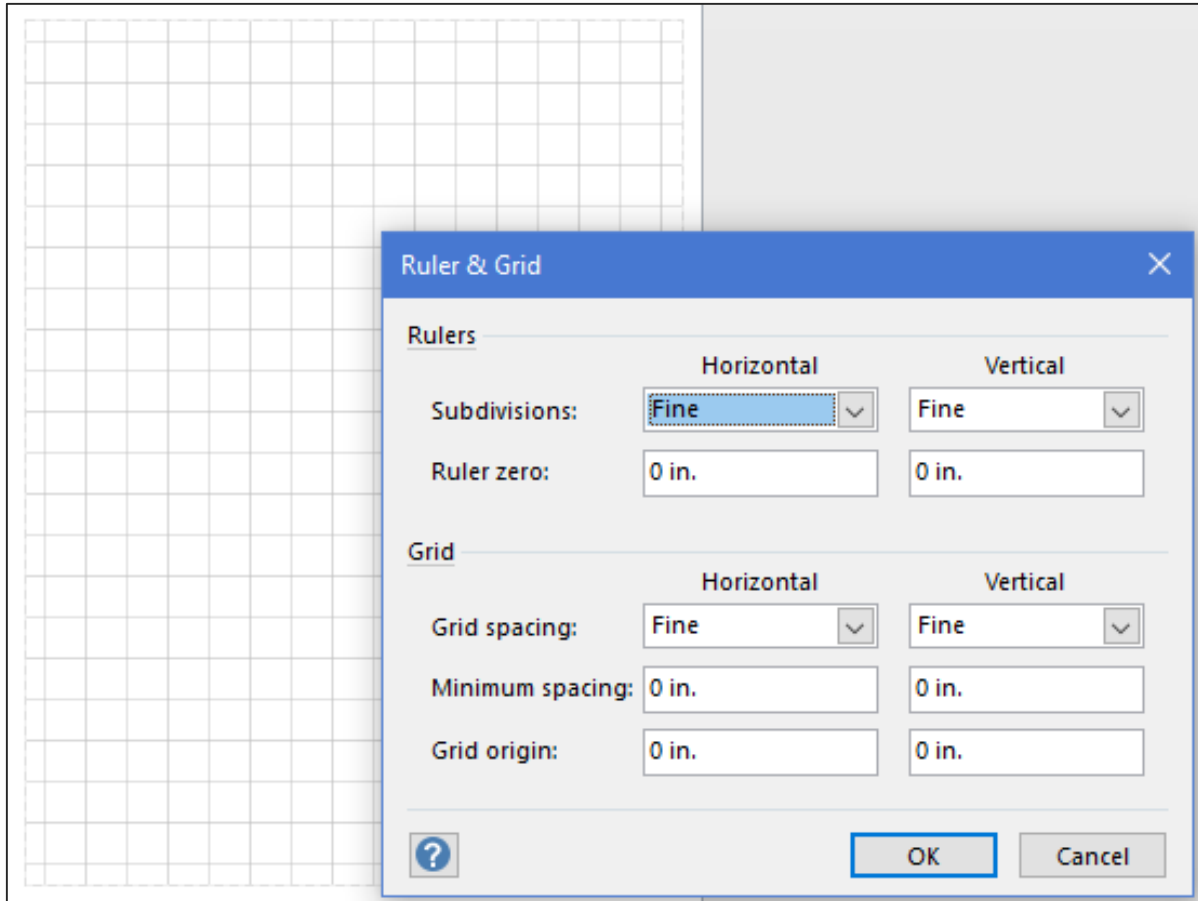 Ruler & Grid
Rulers
Horizontal Vertical
Subdivisions: Fine Fine
Ruler zero: 0 in. 0 in.
Grid
Horizontal Vertical
Grid spacing: Fine Fine
Minimum spacing: 0 in. 0 in.
Grid origin: 0 in. 0 in.
? OK Cancel